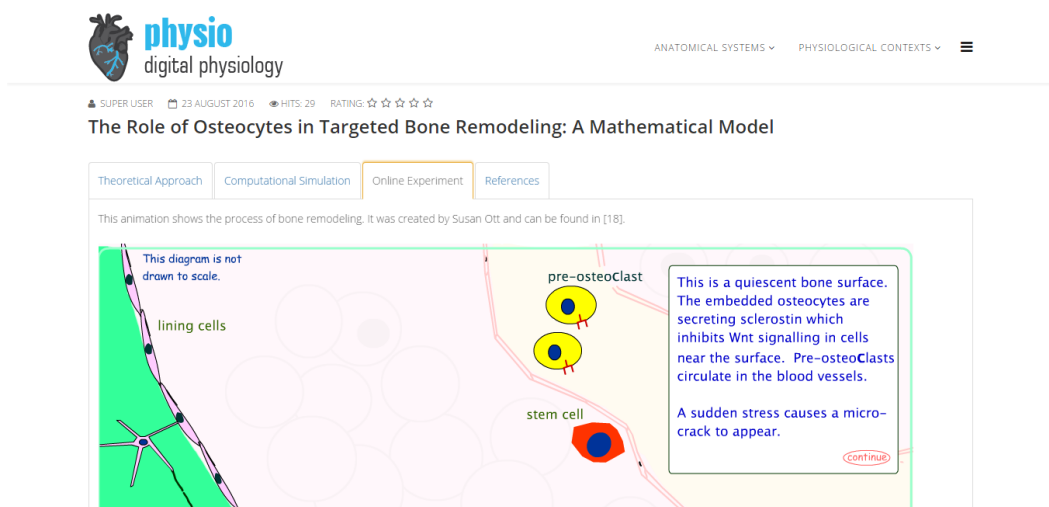 physio
digital physiology
ANATOMICAL SYSTEMS
PHYSIOLOGICAL CONTEXTS
SUPER USER 23 AUGUST 2016 HITS: 29 RATING:
The Role of Osteocytes in Targeted Bone Remodeling: A Mathematical Model
Theoretical Approach
Computational Simulation
Online Experiment
References
This animation shows the process of bone remodeling. It was created by Susan Ott and can be found in [18].
This diagram is not
drawn to scale.
lining cells
pre-osteoClast
stem cell
This is a quiescent bone surface.
The embedded osteocytes are
secreting sclerostin which
inhibits Wnt signalling in cells
near the surface. Pre-osteoClasts
circulate in the blood vessels.
A sudden stress causes a micro-
crack to appear.
continue